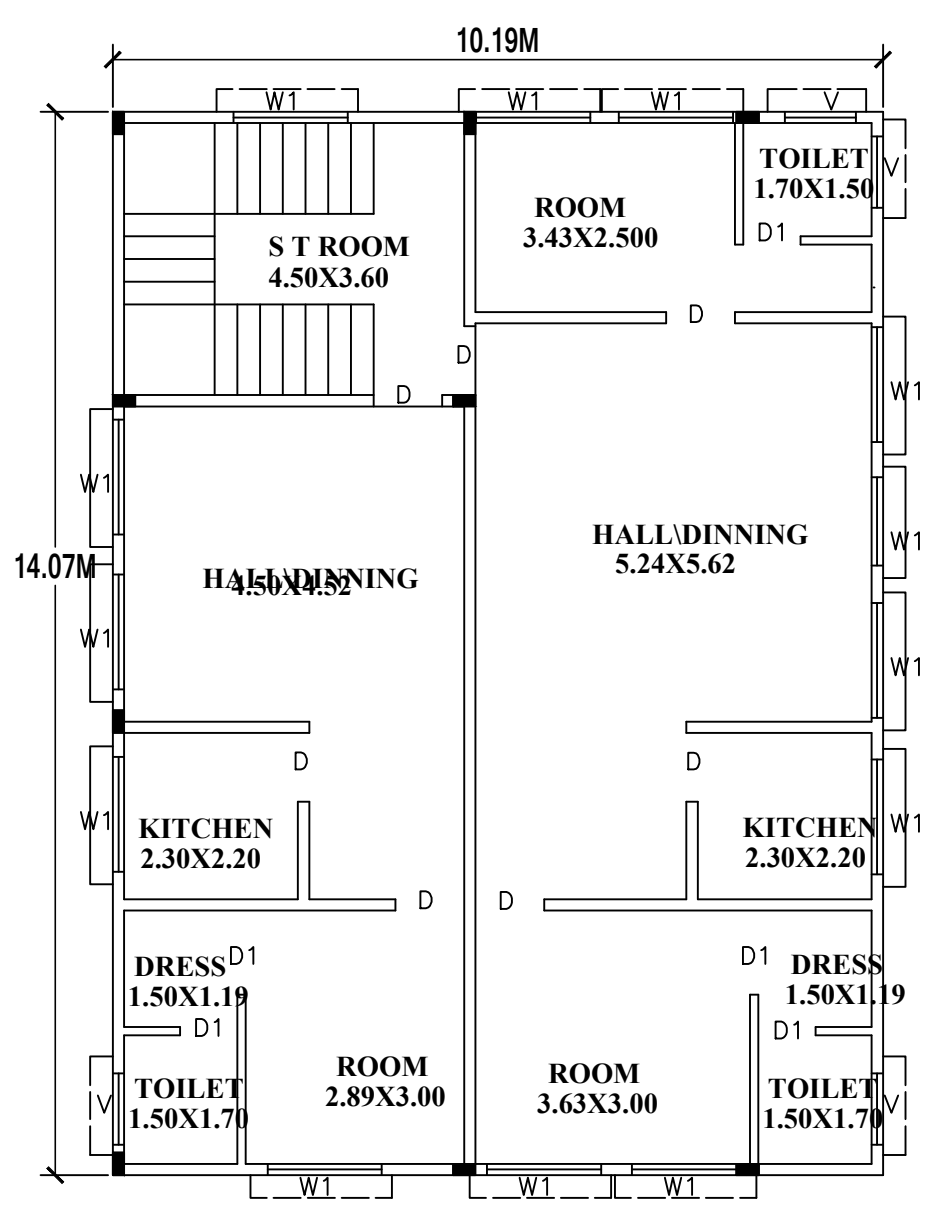 10.19M
W1
W1
W1
V
TOILET
1.70X1.50
V
ROOM
3.43X2.500
D1
S T ROOM
4.50X3.60
D
D
D
W1
W1
HALL\DINNING
5.24X5.62
W1
14.07M
HALL\DINNING
4.50X4.52
W1
W1
D
D
W1
KITCHEN
2.30X2.20
KITCHEN
2.30X2.20
W1
D
D
D1
D1
DRESS
1.50X1.19
DRESS
1.50X1.19
D1
D1
ROOM
2.89X3.00
ROOM
3.63X3.00
V
TOILET
1.50X1.70
TOILET
1.50X1.70
V
W1
W1
W1